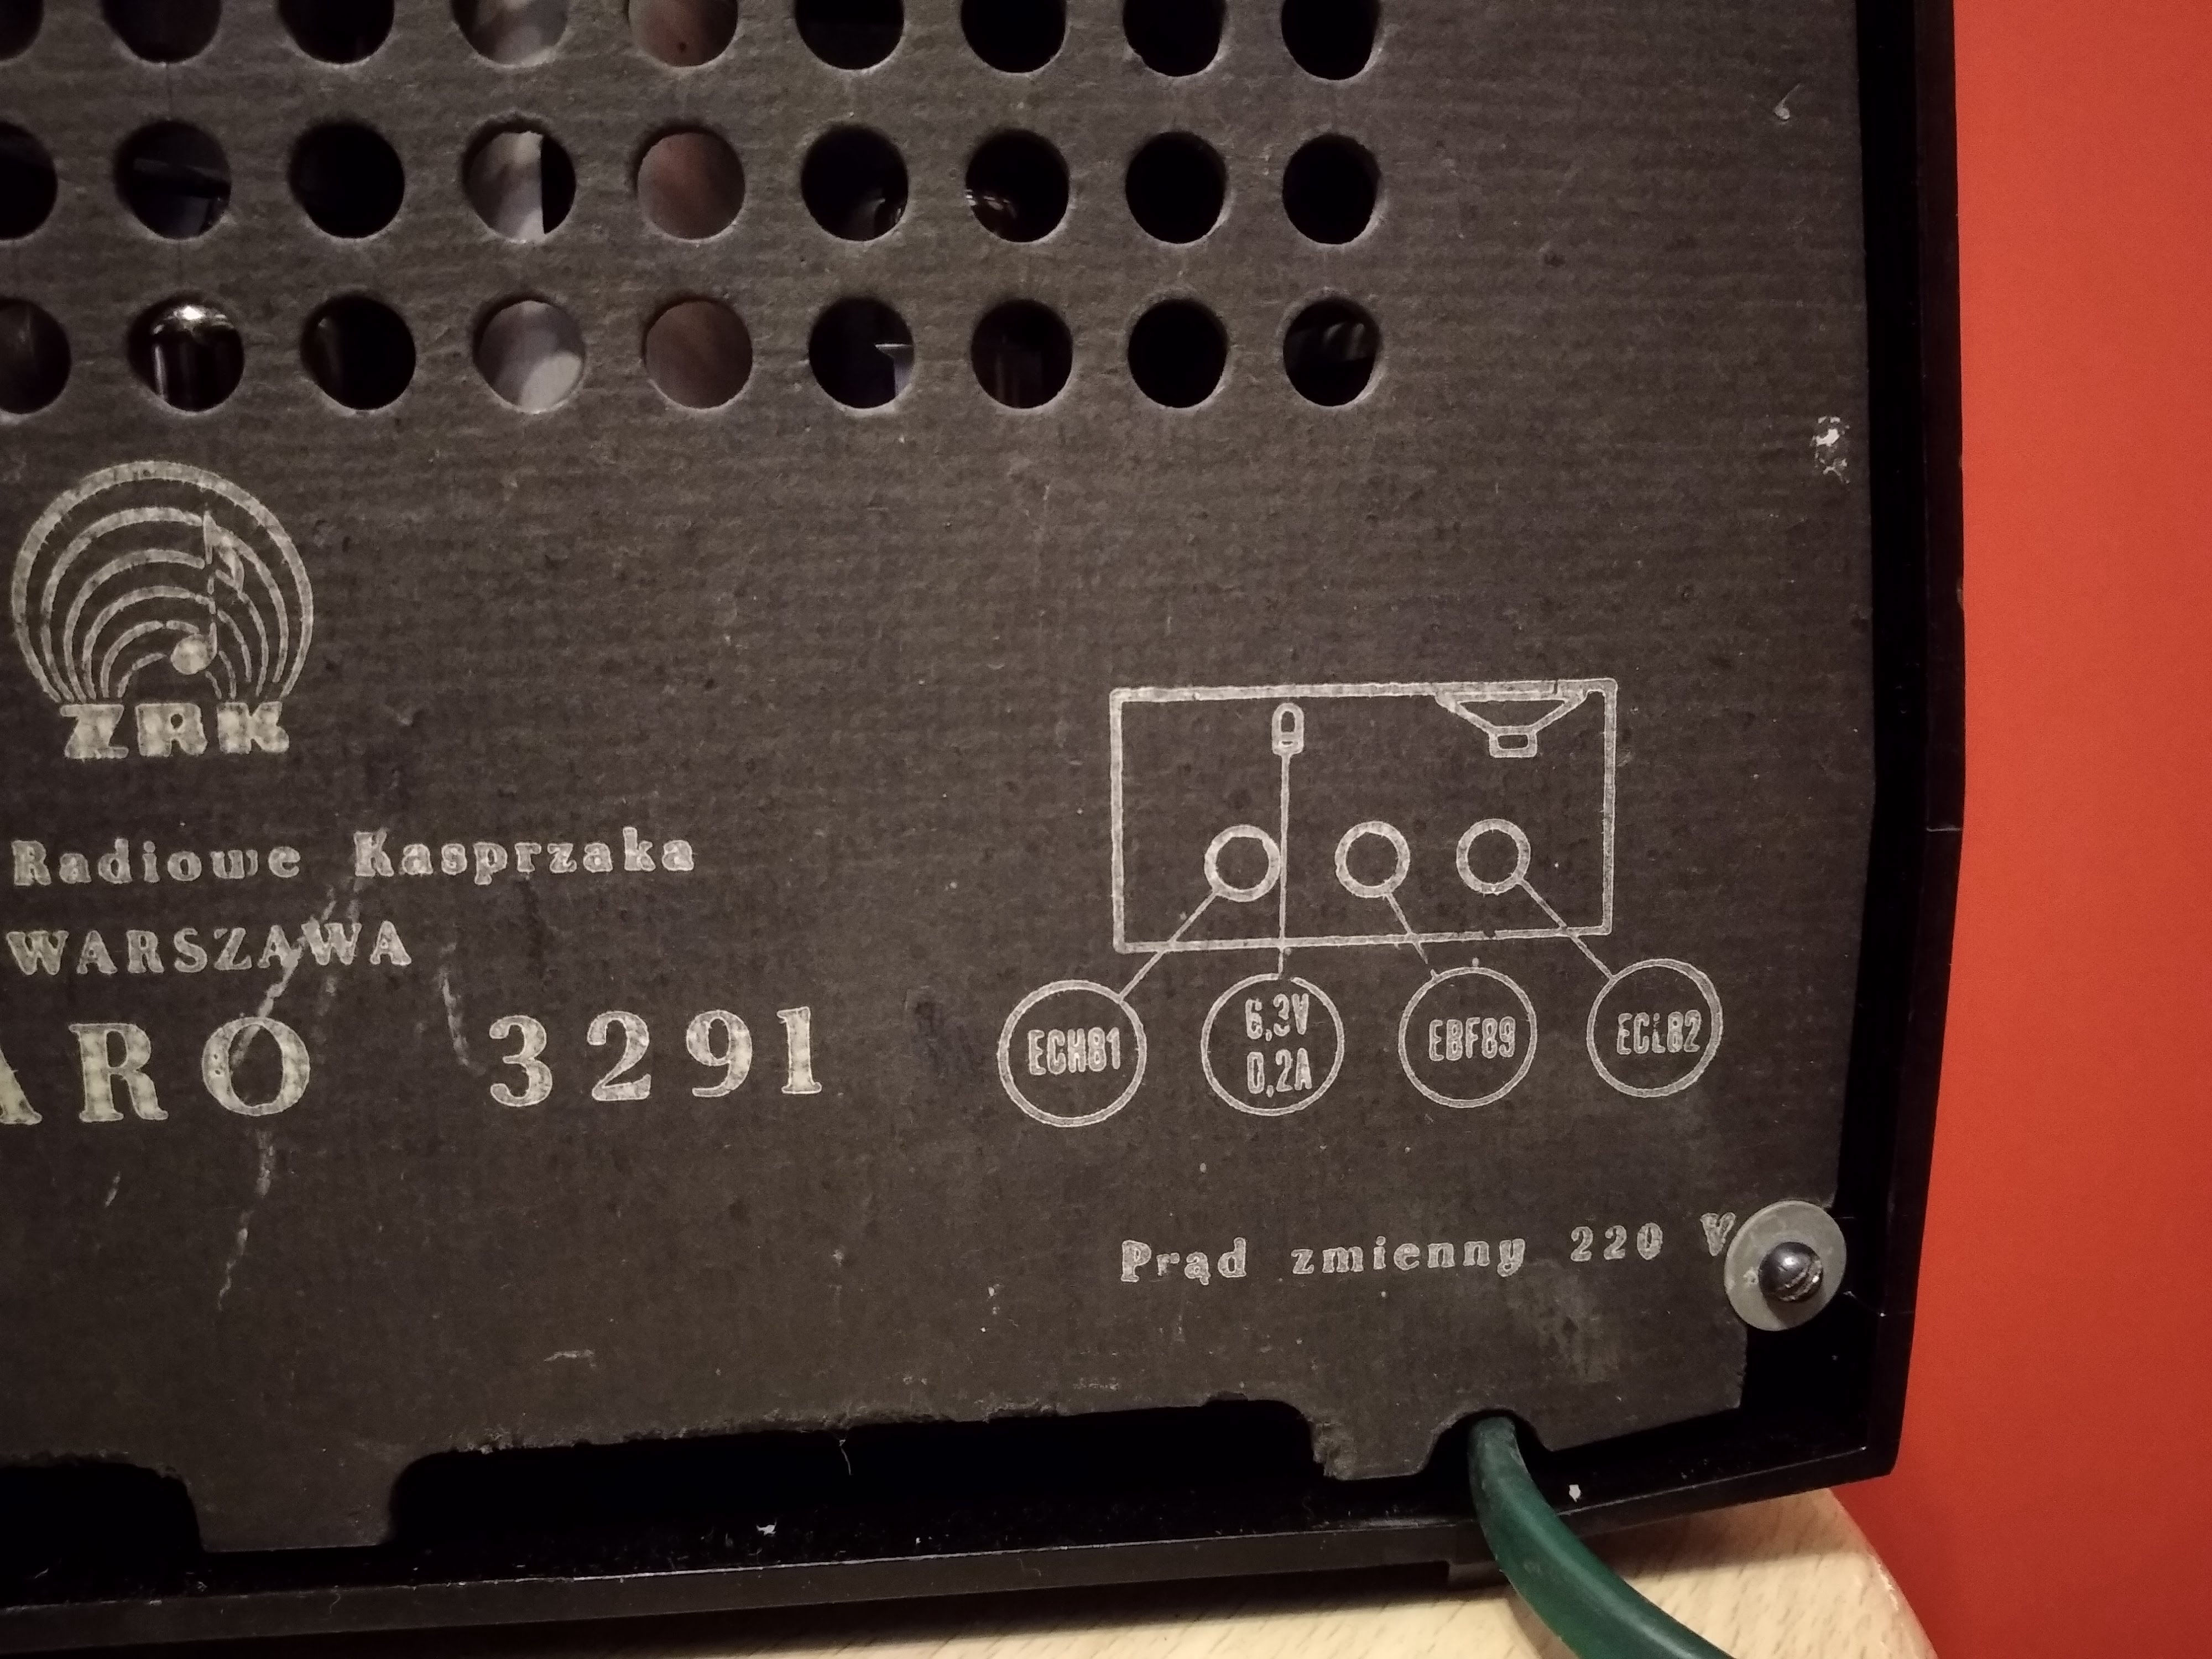 ZRK
Radiowe Kasprzaka
WARSZAWA
ARO 3291
ECH81
6,3V
0,2A
EBF89
ECL82
Prąd zmienny 220 V